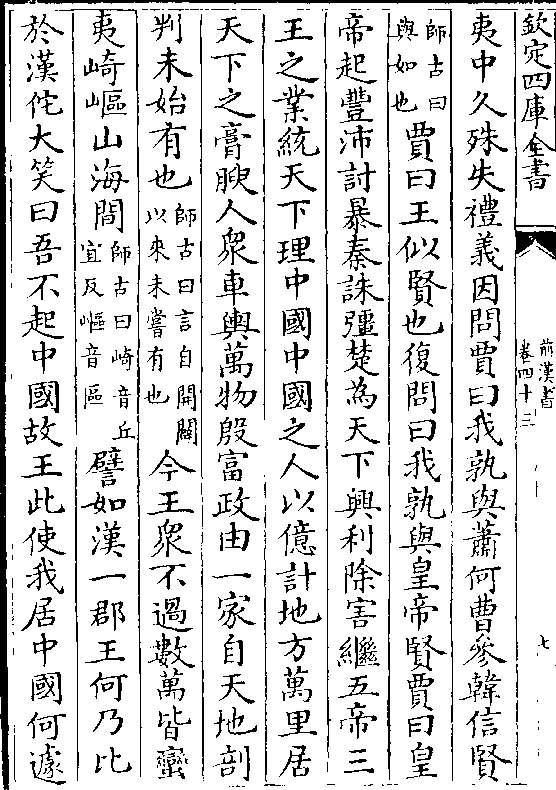 欽定四庫全書
前漢書
卷四十三
七
夷中久殊失禮義因問賈曰我孰與蕭何曹參韓信賢
師古曰與如也賈曰王似賢也復問曰我孰與皇帝賢賈曰皇
帝起豐沛討暴秦誅彊楚為天下興利除害繼五帝三
王之業統天下理中國中國之人以億計地方萬里居
天下之膏腴人衆車輿萬物殷富政由一家自天地剖
判未始有也師古曰言自開闢以來未嘗有也今王衆不過數萬皆蠻
夷崎嶇山海間師古曰崎音丘宜反嶇音區譬如漢一郡王何乃比
於漢佗大笑曰吾不起中國故王此使我居中國何遽